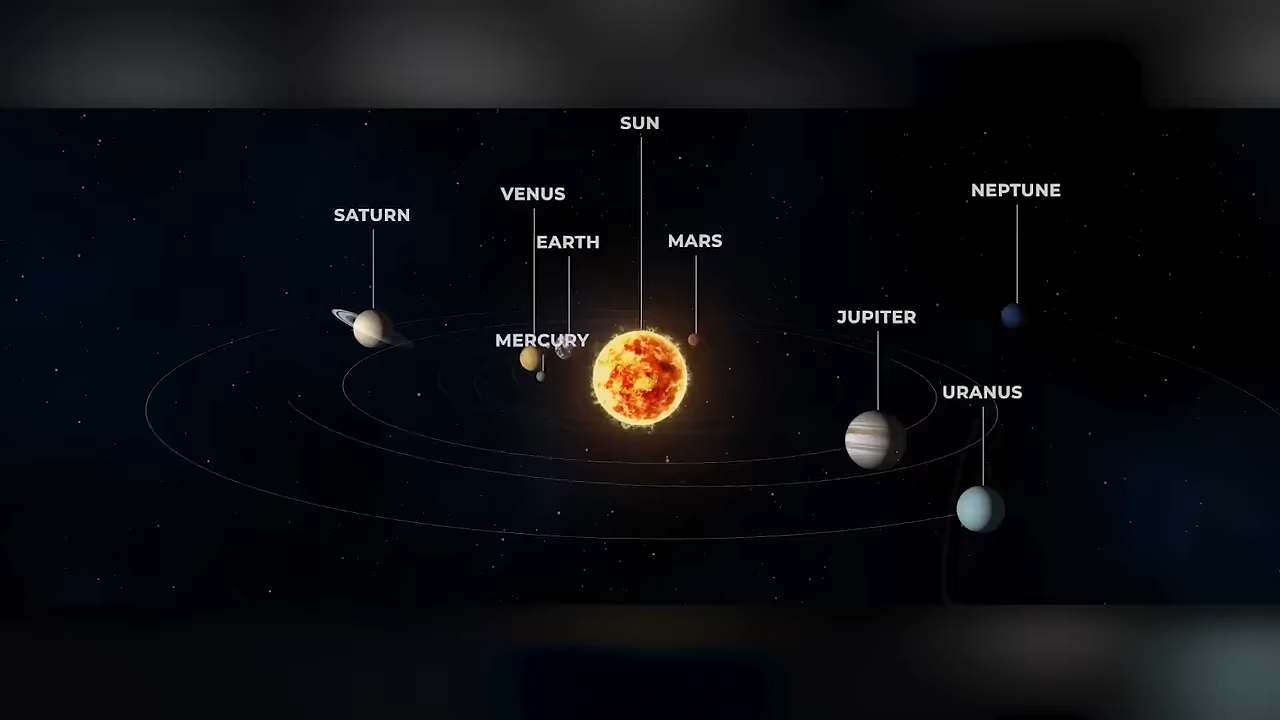 SUN
NEPTUNE
VENUS
SATURN
EARTH
MARS
JUPITER
MERCURY
URANUS